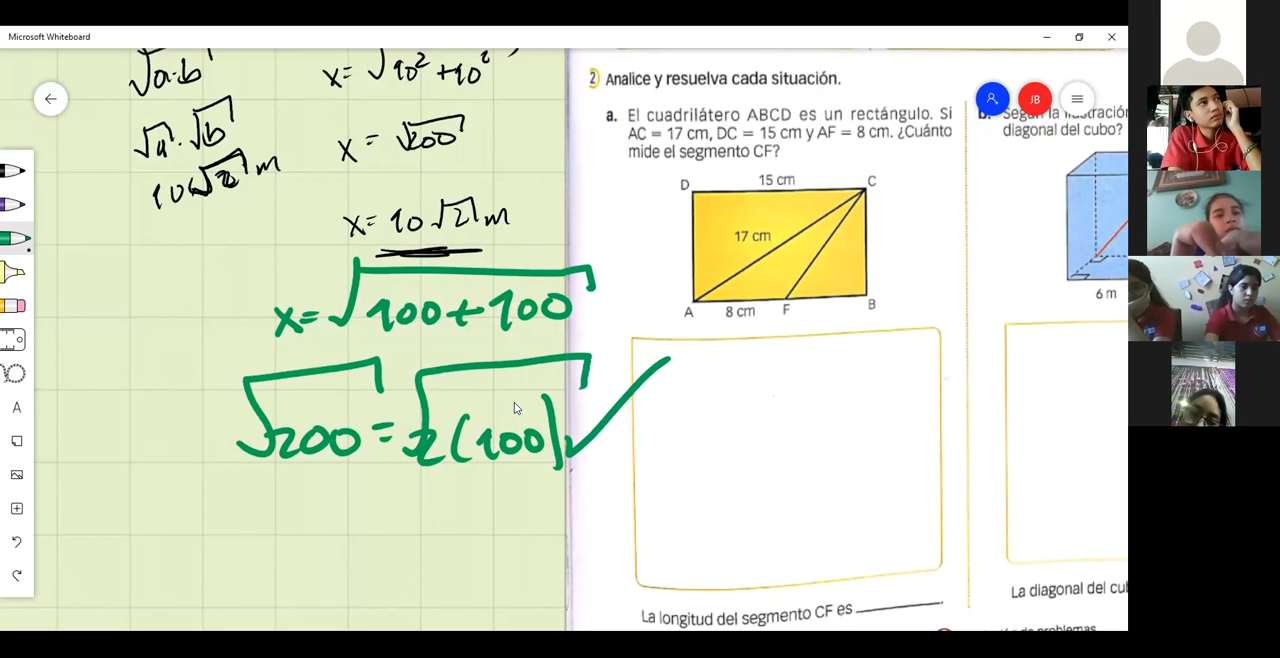 Microsoft Whiteboard
√a·b
√a · √b
10√2 m
x= √10² +10²
x = √200
x= 10 √2 m
x= √100+100
√200 = √2(100)
2 Analice y resuelva cada situación.
a. El cuadrilátero ABCD es un rectángulo. Si
AC = 17 cm, DC = 15 cm y AF = 8 cm. ¿Cuánto
mide el segmento CF?
D 15 cm C
17 cm
A 8 cm F B
La longitud del segmento CF es
JB
b. Según la
diagonal del cubo?
6 m
La diagonal del
problemas
A